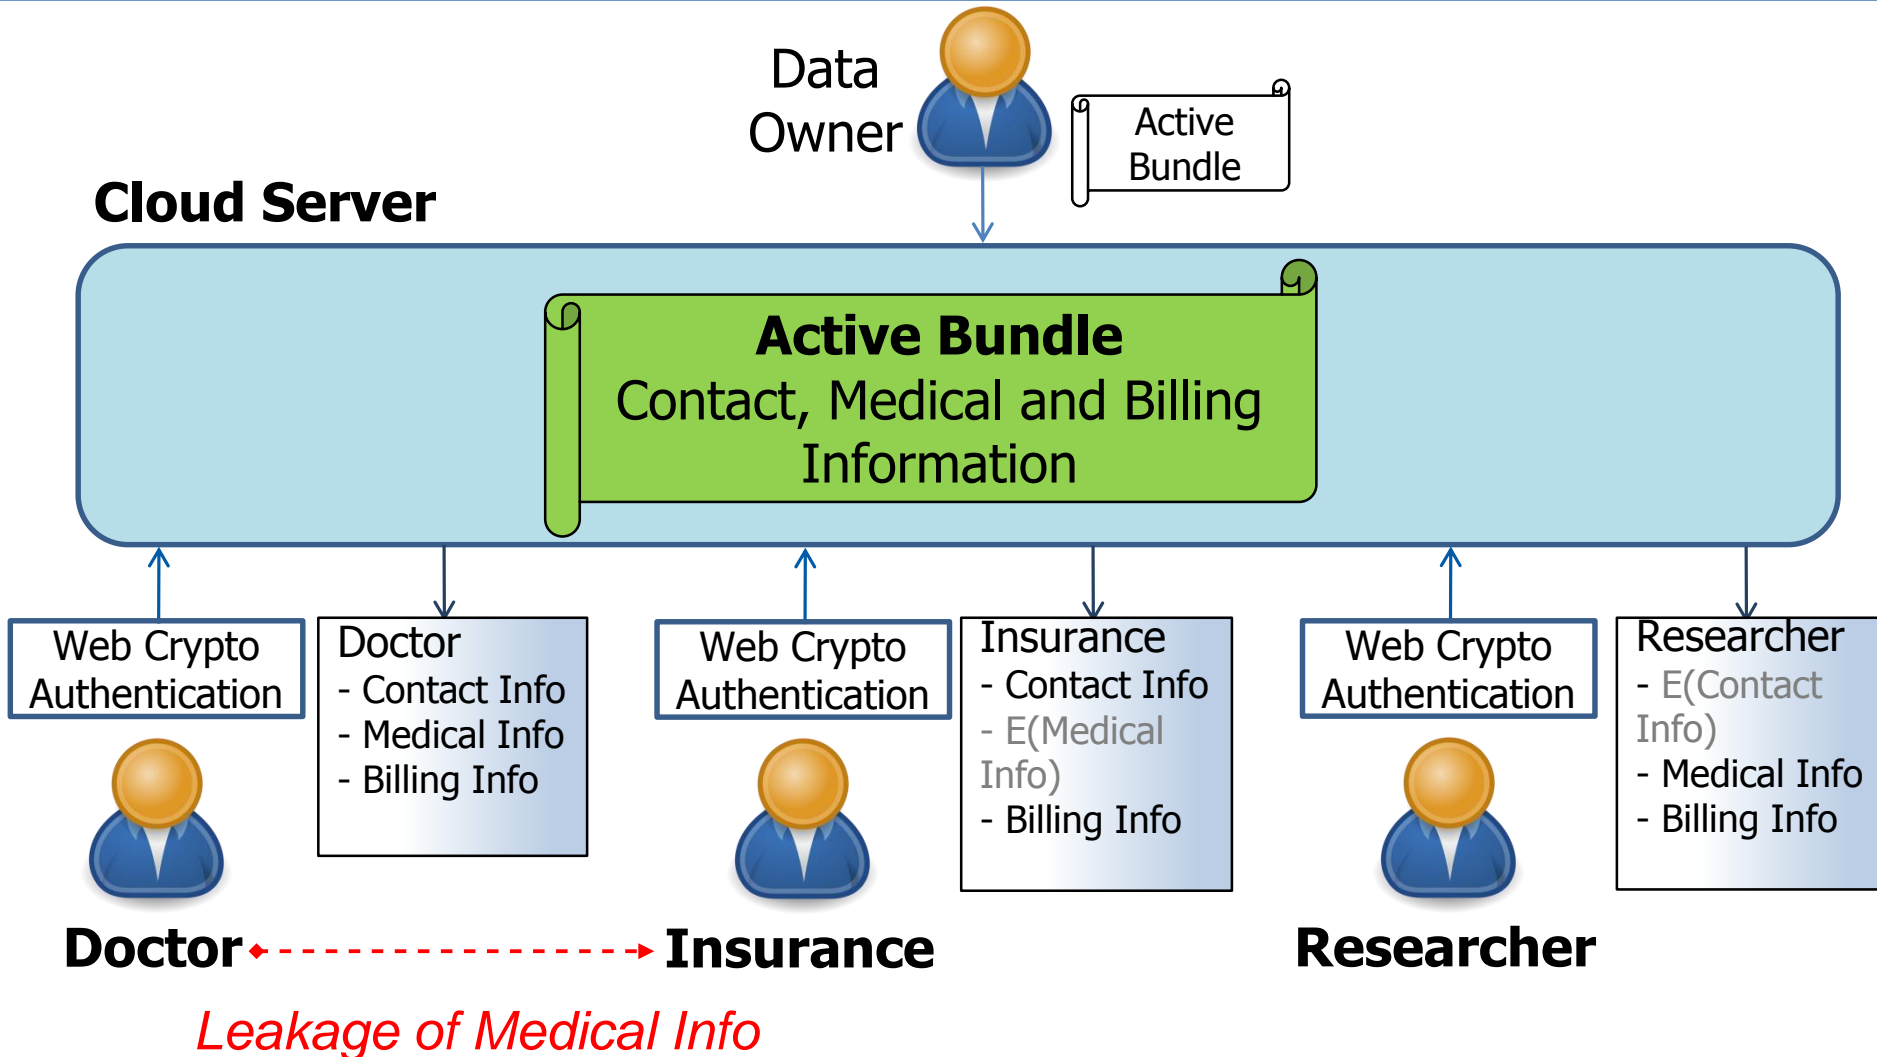 Data
Owner
Active
Bundle
Cloud Server
Active Bundle
Contact, Medical and Billing
Information
Web Crypto
Authentication
Doctor
- Contact Info
- Medical Info
- Billing Info
Web Crypto
Authentication
Insurance
- Contact Info
- E(Medical
Info)
- Billing Info
Web Crypto
Authentication
Researcher
- E(Contact
Info)
- Medical Info
- Billing Info
Doctor
Insurance
Researcher
Leakage of Medical Info